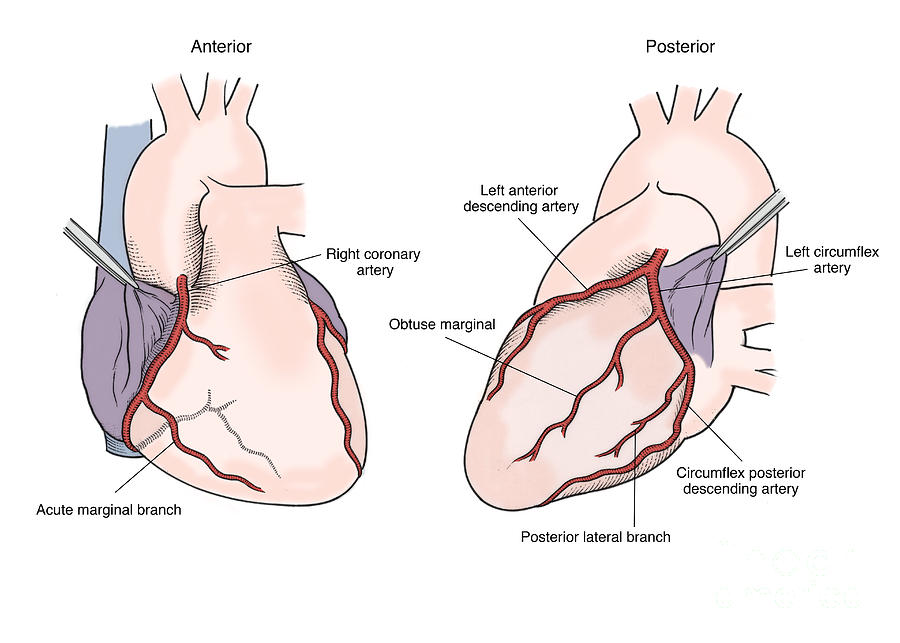 Anterior
Posterior
Left anterior
descending artery
Right coronary
artery
Left circumflex
artery
Obtuse marginal
Circumflex posterior
descending artery
Acute marginal branch
Posterior lateral branch